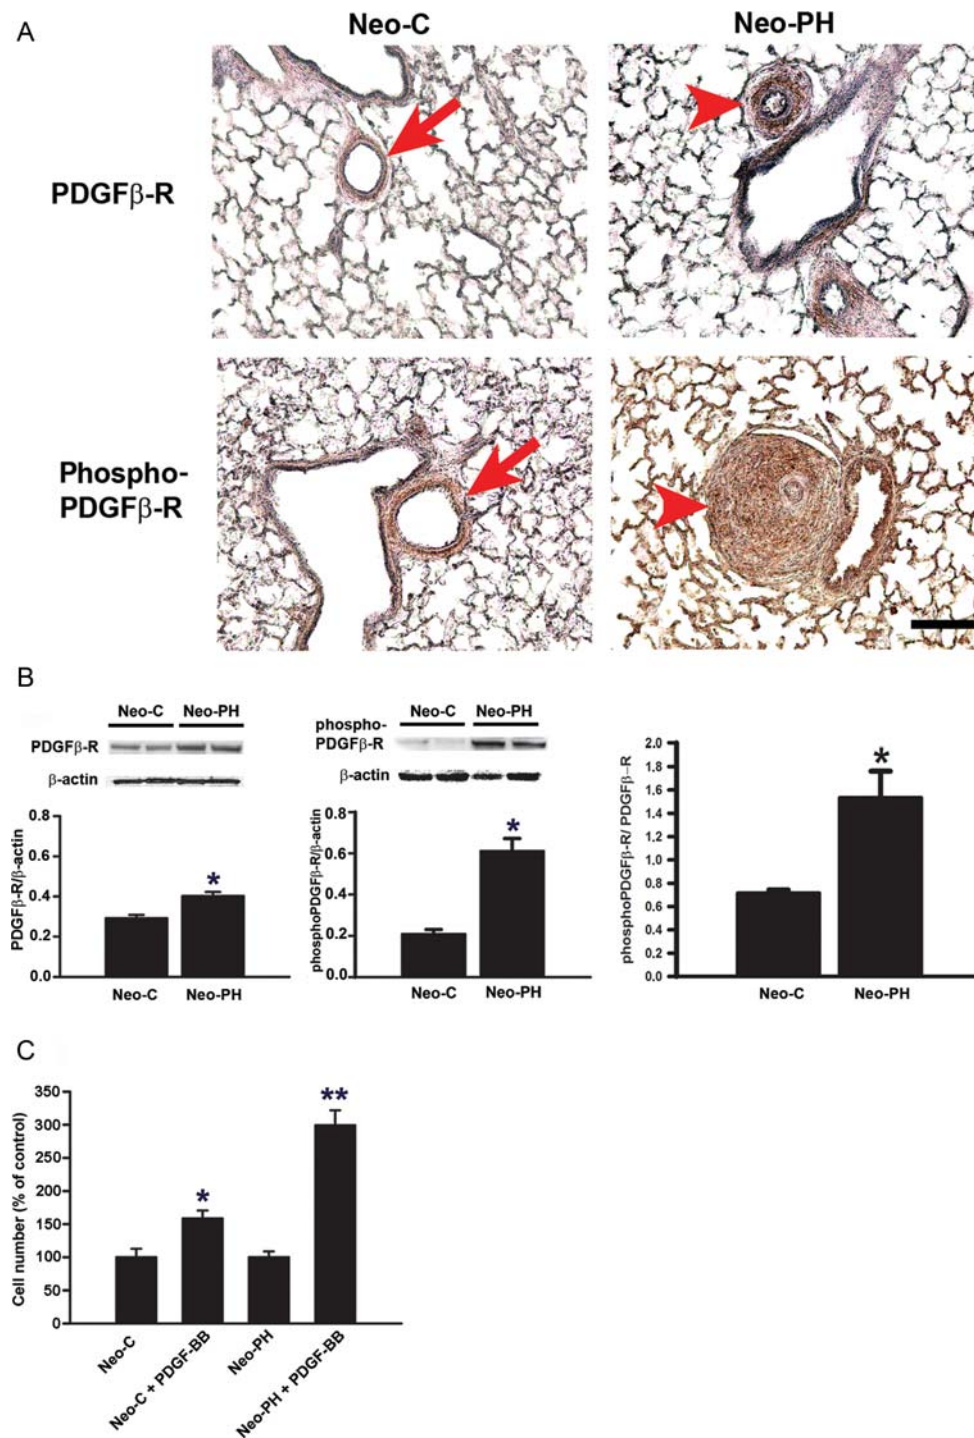 A
Neo-C
Neo-PH
PDGFβ-R
Phospho-
PDGFβ-R
B
Neo-C Neo-PH
PDGFβ-R
β-actin
PDGFβ-R/β-actin
0.8
0.6
0.4
0.2
0.0
*
Neo-C Neo-PH
Neo-C Neo-PH
phospho-
PDGFβ-R
β-actin
phosphoPDGFβ-R/β-actin
0.8
0.6
0.4
0.2
0.0
*
Neo-C Neo-PH
phosphoPDGFβ-R/ PDGFβ-R
2.0
1.8
1.6
1.4
1.2
1.0
0.8
0.6
0.4
0.2
0.0
*
Neo-C Neo-PH
C
Cell number (% of control)
350
300
250
200
150
100
50
0
*
**
Neo-C
Neo-C + PDGF-BB
Neo-PH
Neo-PH + PDGF-BB